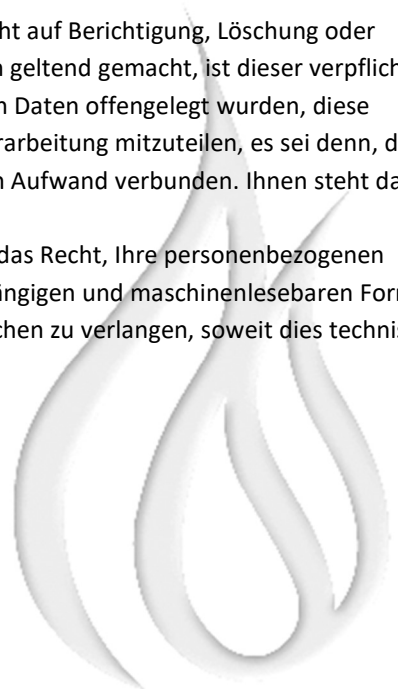 ht auf Berichtigung, Löschung oder
n geltend gemacht, ist dieser verpflich
n Daten offengelegt wurden, diese
rarbeitung mitzuteilen, es sei denn, d
n Aufwand verbunden. Ihnen steht da
das Recht, Ihre personenbezogenen
ängigen und maschinenlesebaren Forr
chen zu verlangen, soweit dies technis